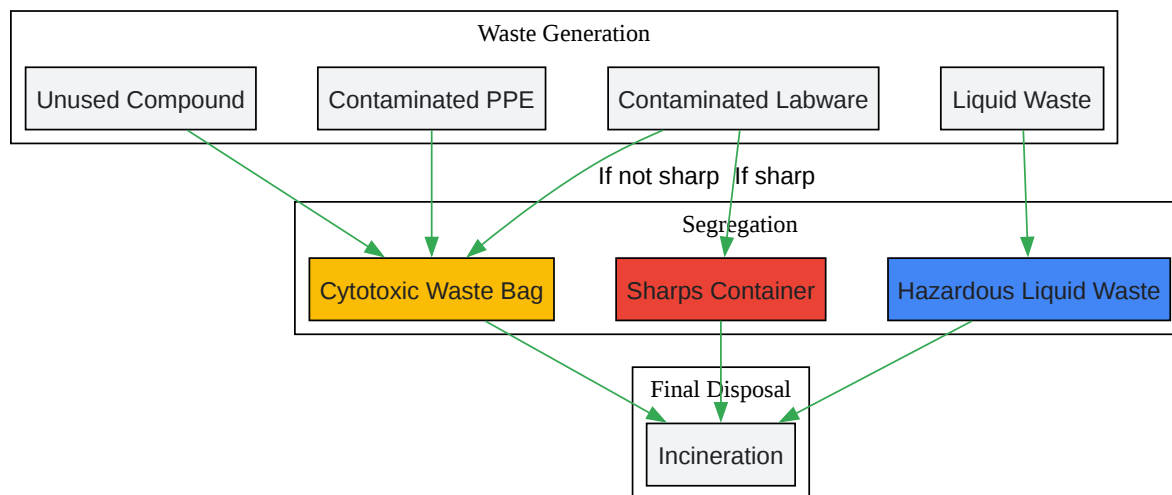 Waste Generation
Unused Compound
Contaminated PPE
Contaminated Labware
Liquid Waste
If not sharp
If sharp
Segregation
Cytotoxic Waste Bag
Sharps Container
Hazardous Liquid Waste
Final Disposal
Incineration